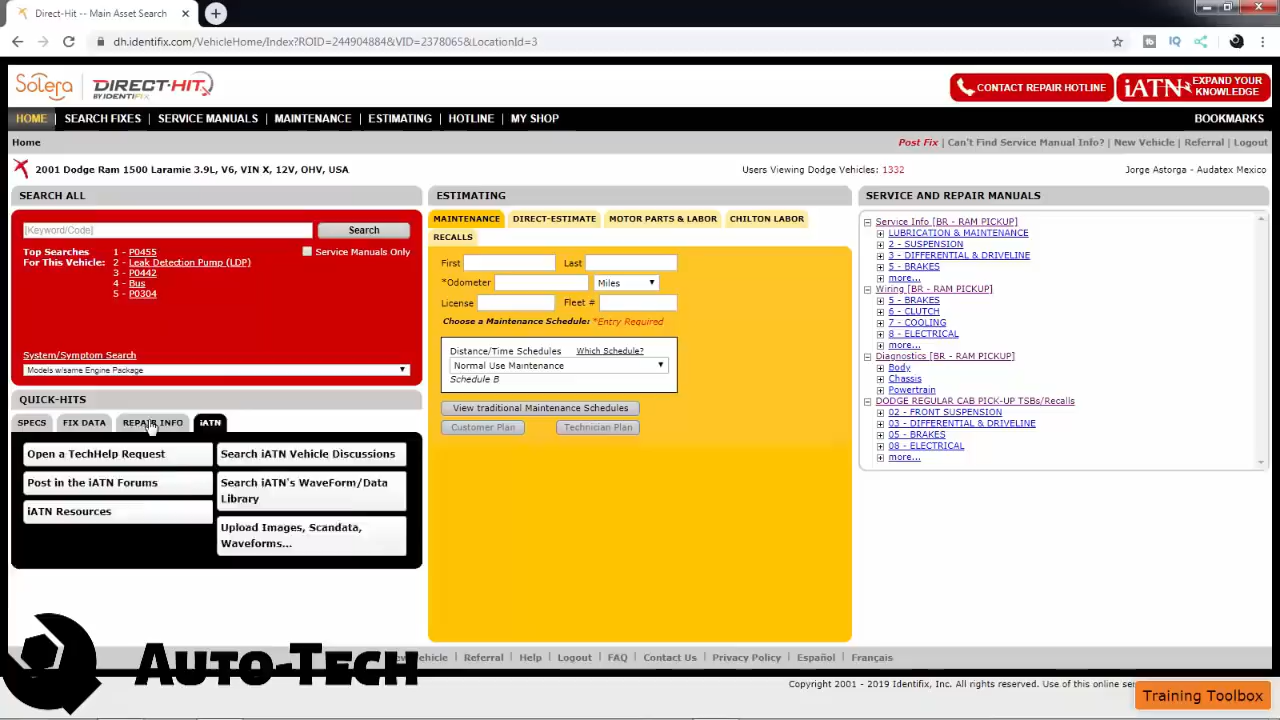 Direct-Hit -- Main Asset Search
dh.identifix.com/VehicleHome/Index?ROID=244904884&VID=2378065&LocationId=3
Solera DIRECT-HIT BY IDENTIFIX
CONTACT REPAIR HOTLINE
iATN EXPAND YOUR KNOWLEDGE
HOME SEARCH FIXES SERVICE MANUALS MAINTENANCE ESTIMATING HOTLINE MY SHOP BOOKMARKS
Home
Post Fix | Can't Find Service Manual Info? | New Vehicle | Referral | Logout
2001 Dodge Ram 1500 Laramie 3.9L, V6, VIN X, 12V, OHV, USA
Users Viewing Dodge Vehicles: 1332
Jorge Astorga - Audatex Mexico
SEARCH ALL
[Keyword/Code]
Search
Top Searches
For This Vehicle:
1 - P0455
2 - Leak Detection Pump (LDP)
3 - P0442
4 - Bus
5 - P0304
Service Manuals Only
System/Symptom Search
Models w/same Engine Package
QUICK-HITS
SPECS FIX DATA REPAIR INFO iATN
Open a TechHelp Request
Post in the iATN Forums
iATN Resources
Search iATN Vehicle Discussions
Search iATN's WaveForm/Data
Library
Upload Images, Scandata,
Waveforms...
ESTIMATING
MAINTENANCE DIRECT-ESTIMATE MOTOR PARTS & LABOR CHILTON LABOR
RECALLS
First Last
*Odometer Miles
License Fleet #
Choose a Maintenance Schedule: *Entry Required
Distance/Time Schedules Which Schedule?
Normal Use Maintenance
Schedule B
View traditional Maintenance Schedules
Customer Plan Technician Plan
SERVICE AND REPAIR MANUALS
Service Info [BR - RAM PICKUP]
LUBRICATION & MAINTENANCE
2 - SUSPENSION
3 - DIFFERENTIAL & DRIVELINE
5 - BRAKES
more...
Wiring [BR - RAM PICKUP]
5 - BRAKES
6 - CLUTCH
7 - COOLING
8 - ELECTRICAL
more...
Diagnostics [BR - RAM PICKUP]
Body
Chassis
Powertrain
DODGE REGULAR CAB PICK-UP TSBs/Recalls
02 - FRONT SUSPENSION
03 - DIFFERENTIAL & DRIVELINE
05 - BRAKES
08 - ELECTRICAL
more...
Vehicle | Referral | Help | Logout | FAQ | Contact Us | Privacy Policy | Español | Français
Copyright 2001 - 2019 Identifix, Inc. All rights reserved. Use of this online
Training Toolbox
AUTO-TECH